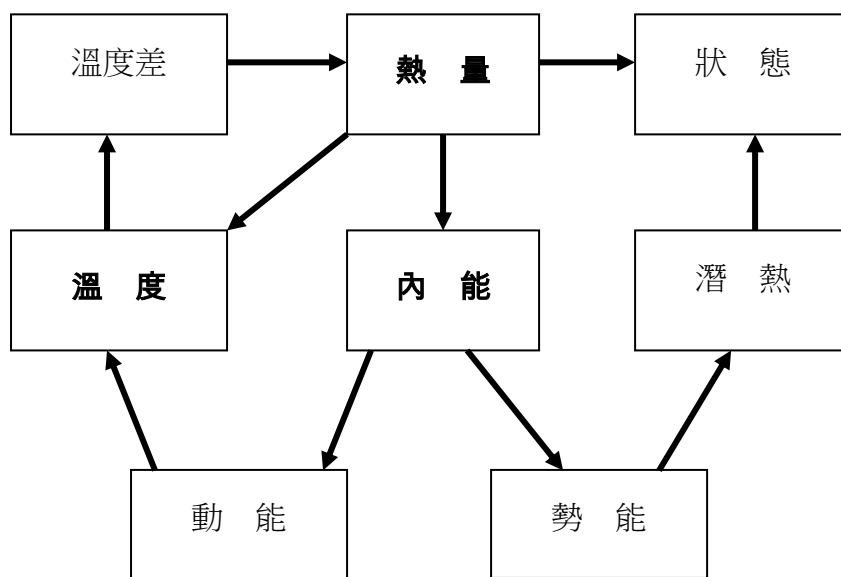 溫度差
熱 量
狀 態
溫 度
內 能
潛 熱
動 能
勢 能